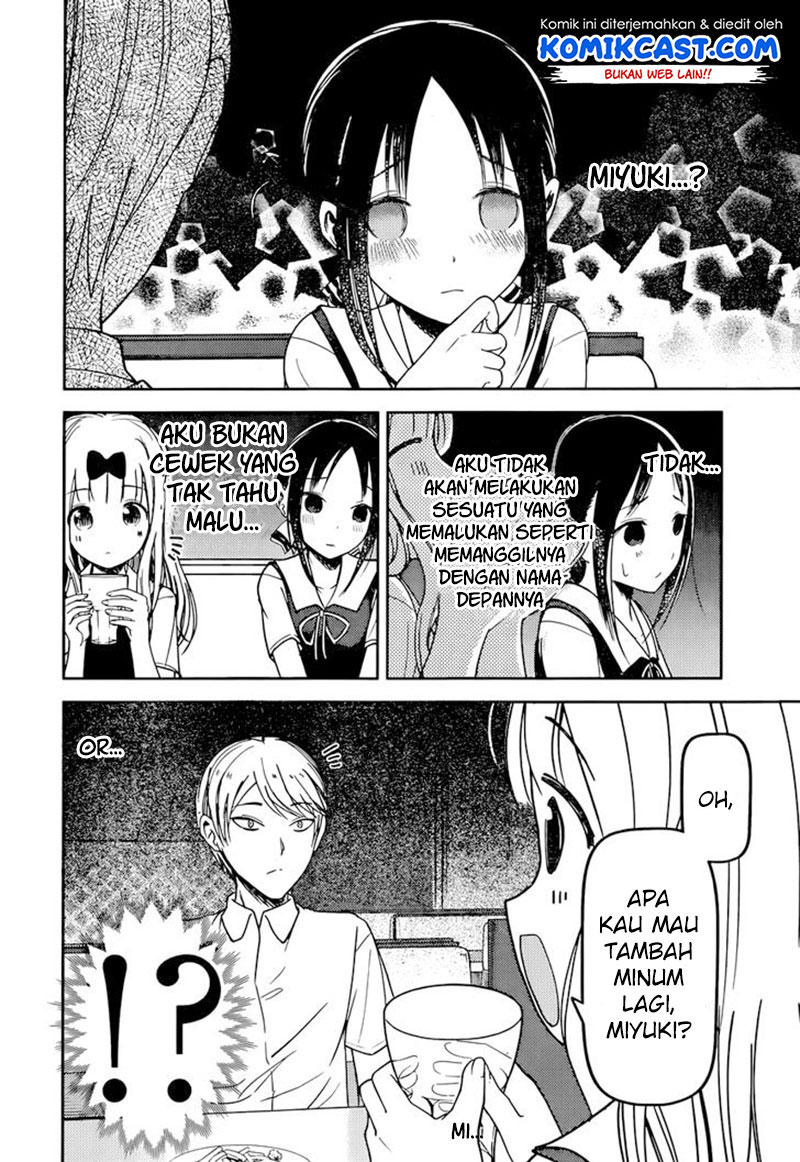 Komik ini diterjemahkan & diedit oleh
KOMIKCAST.COM
BUKAN WEB LAIN!!
MIYUKI...?
TIDAK...
AKU TIDAK
AKAN MELAKUKAN
SESUATU YANG
MEMALUKAN SEPERTI
MEMANGGILNYA
DENGAN NAMA
DEPANNYA
AKU BUKAN
CEWEK YANG
TAK TAHU
MALU...
OH,
APA
KAU MAU
TAMBAH
MINUM
LAGI,
MIYUKI?
OR...
!?
MI...